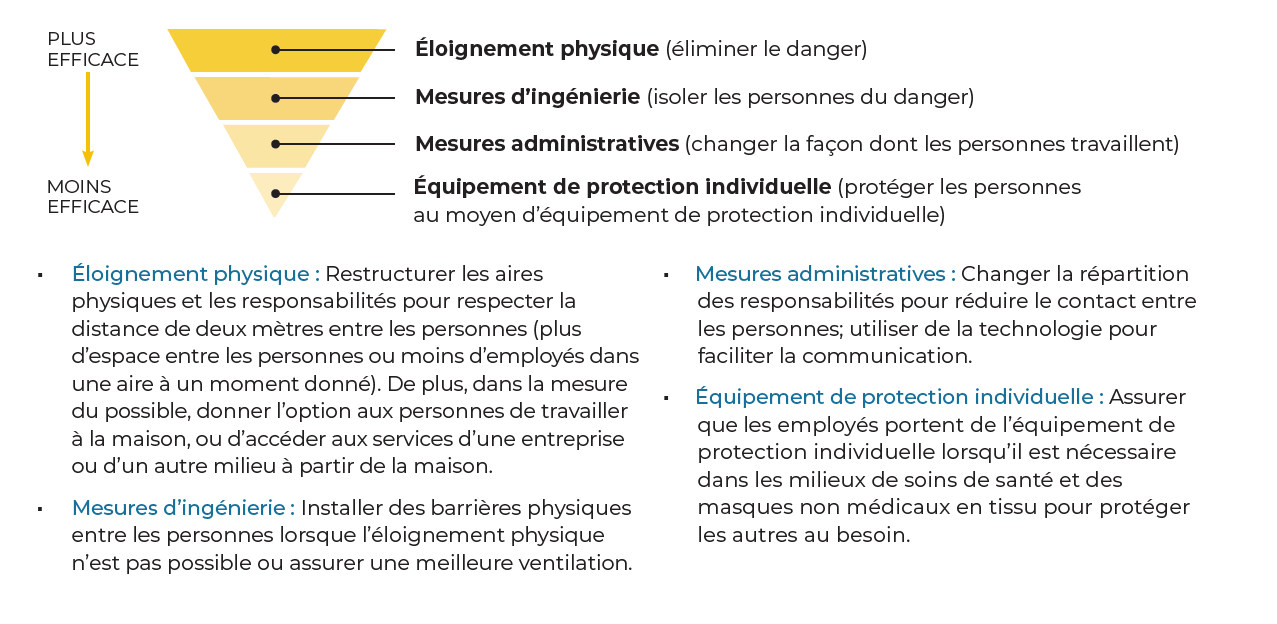 PLUS
EFFICACE
MOINS
EFFICACE
Éloignement physique (éliminer le danger)
Mesures d’ingénierie (isoler les personnes du danger)
Mesures administratives (changer la façon dont les personnes travaillent)
Équipement de protection individuelle (protéger les personnes
au moyen d’équipement de protection individuelle)
▪ Éloignement physique : Restructurer les aires
physiques et les responsabilités pour respecter la
distance de deux mètres entre les personnes (plus
d’espace entre les personnes ou moins d’employés dans
une aire à un moment donné). De plus, dans la mesure
du possible, donner l’option aux personnes de travailler
à la maison, ou d’accéder aux services d’une entreprise
ou d’un autre milieu à partir de la maison.
▪ Mesures d’ingénierie : Installer des barrières physiques
entre les personnes lorsque l’éloignement physique
n’est pas possible ou assurer une meilleure ventilation.
▪ Mesures administratives : Changer la répartition
des responsabilités pour réduire le contact entre
les personnes; utiliser de la technologie pour
faciliter la communication.
▪ Équipement de protection individuelle : Assurer
que les employés portent de l’équipement de
protection individuelle lorsqu’il est nécessaire
dans les milieux de soins de santé et des
masques non médicaux en tissu pour protéger
les autres au besoin.